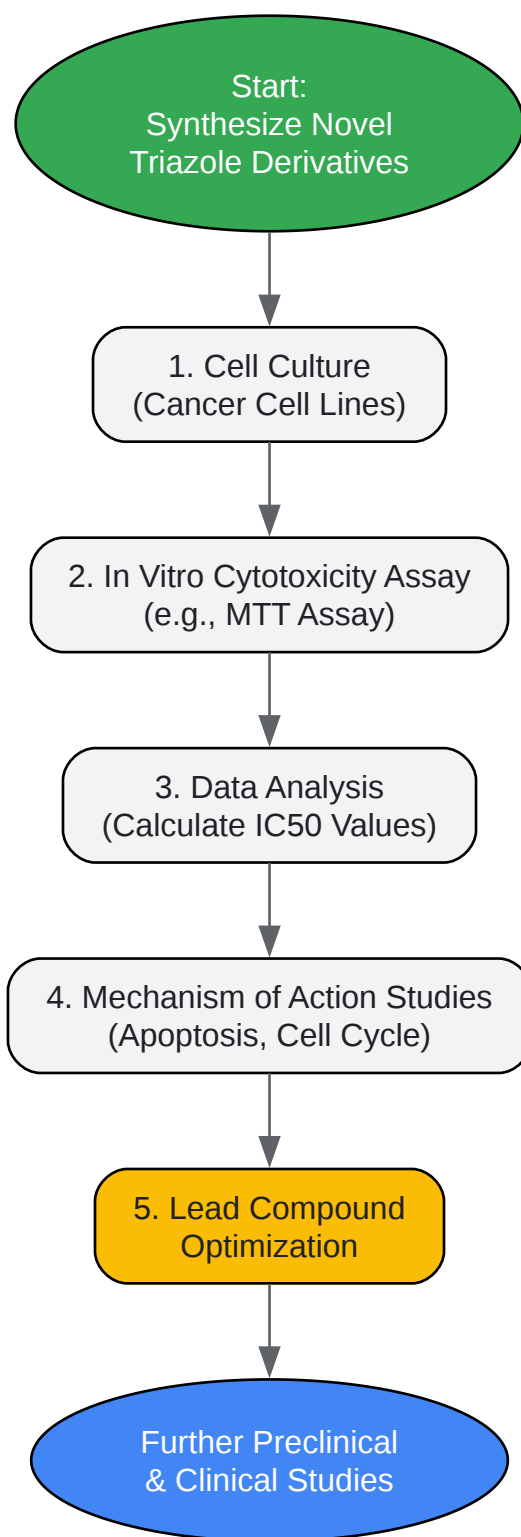 Start:
Synthesize Novel
Triazole Derivatives
1. Cell Culture
(Cancer Cell Lines)
2. In Vitro Cytotoxicity Assay
(e.g., MTT Assay)
3. Data Analysis
(Calculate IC50 Values)
4. Mechanism of Action Studies
(Apoptosis, Cell Cycle)
5. Lead Compound
Optimization
Further Preclinical
& Clinical Studies